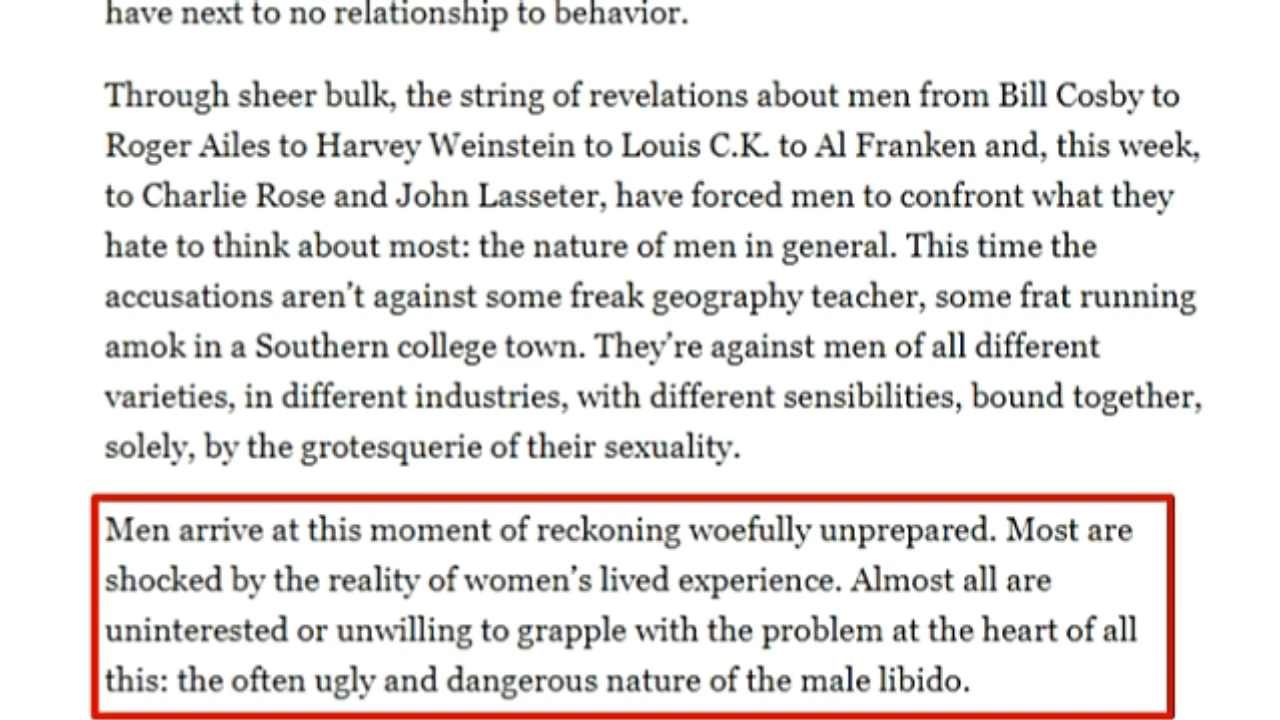 have next to no relationship to behavior.
Through sheer bulk, the string of revelations about men from Bill Cosby to
Roger Ailes to Harvey Weinstein to Louis C.K. to Al Franken and, this week,
to Charlie Rose and John Lasseter, have forced men to confront what they
hate to think about most: the nature of men in general. This time the
accusations aren’t against some freak geography teacher, some frat running
amok in a Southern college town. They’re against men of all different
varieties, in different industries, with different sensibilities, bound together,
solely, by the grotesquerie of their sexuality.
Men arrive at this moment of reckoning woefully unprepared. Most are
shocked by the reality of women’s lived experience. Almost all are
uninterested or unwilling to grapple with the problem at the heart of all
this: the often ugly and dangerous nature of the male libido.